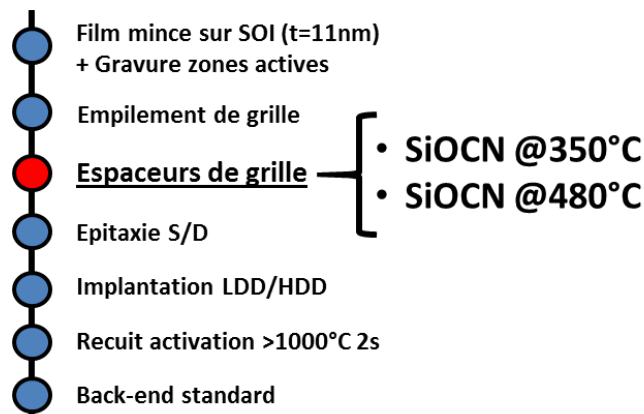 Film mince sur SOI (t=11nm)
+ Gravure zones actives
Empilement de grille
Espaceurs de grille
• SiOCN @350°C
• SiOCN @480°C
Epitaxie S/D
Implantation LDD/HDD
Recuit activation >1000°C 2s
Back-end standard